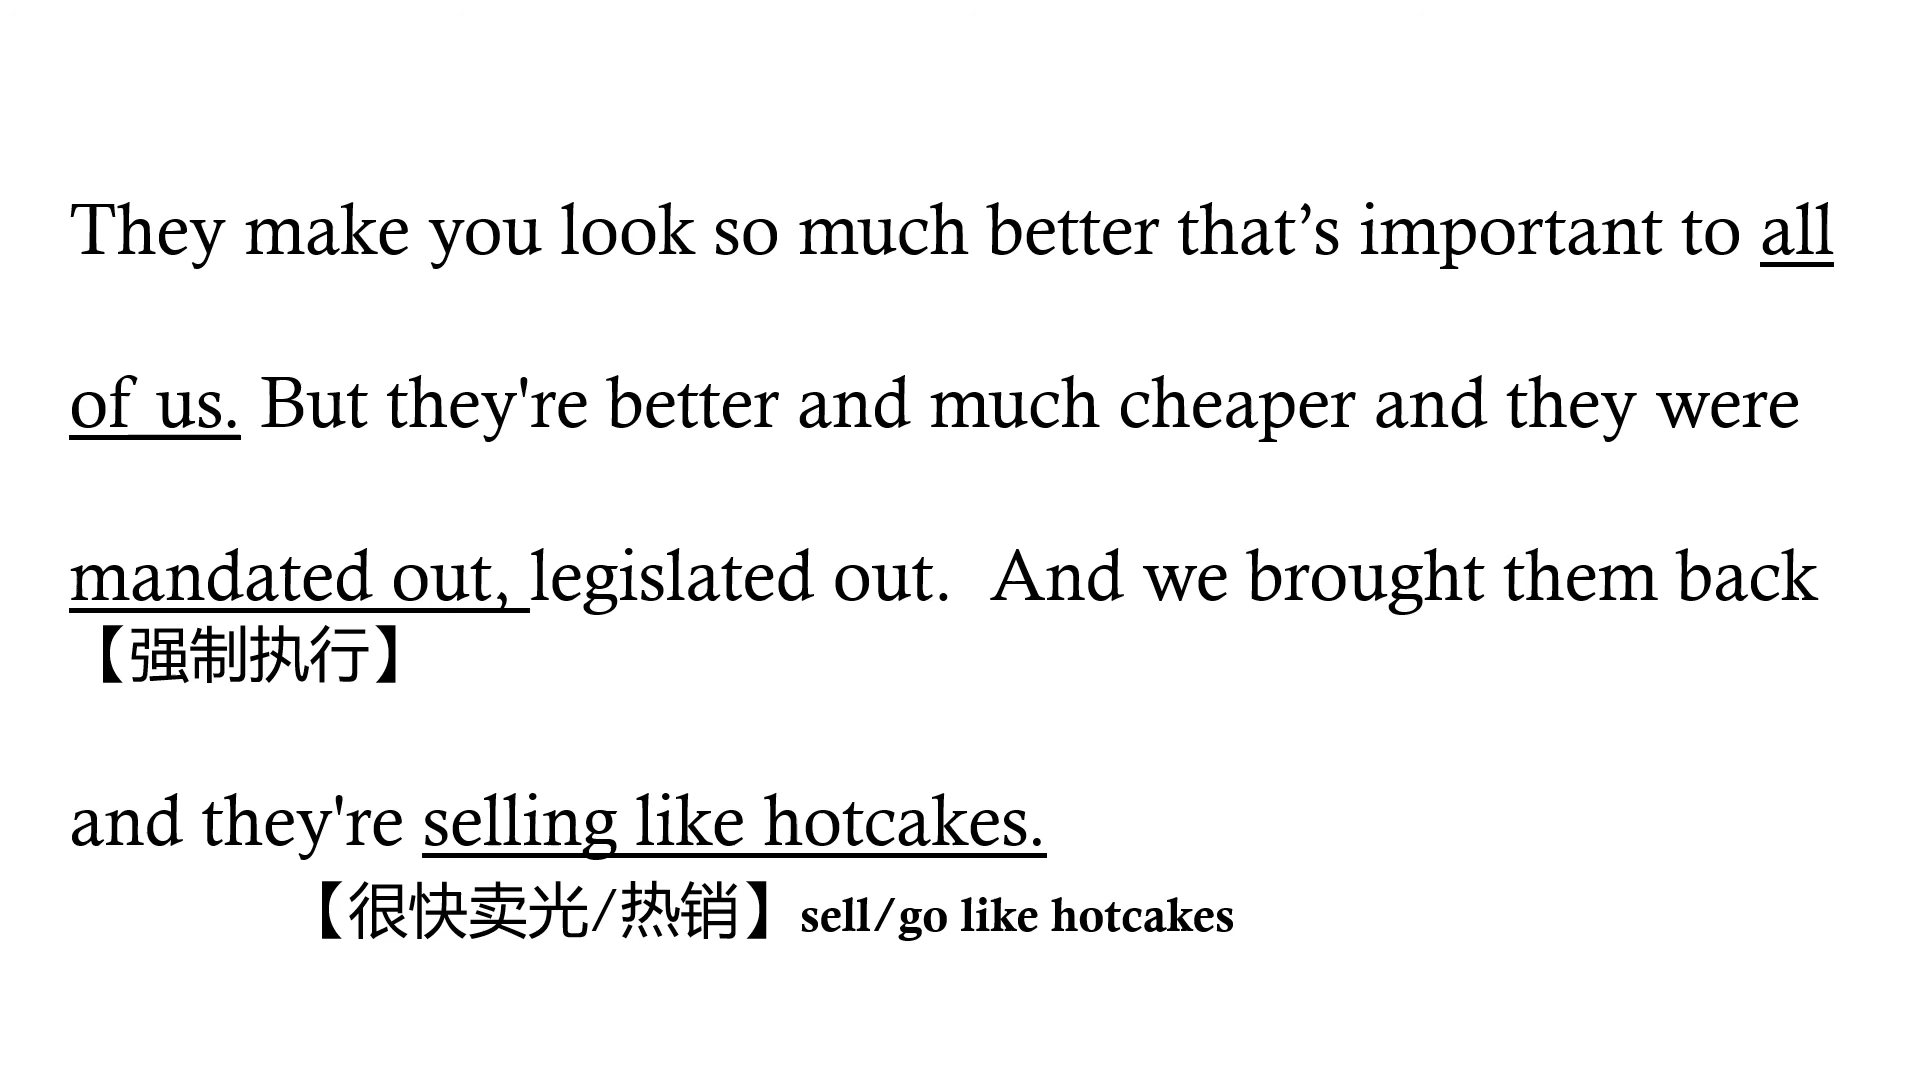 They make you look so much better that’s important to all
of us. But they're better and much cheaper and they were
mandated out, legislated out.  And we brought them back
【强制执行】
and they're selling like hotcakes.
【很快卖光/热销】sell/go like hotcakes